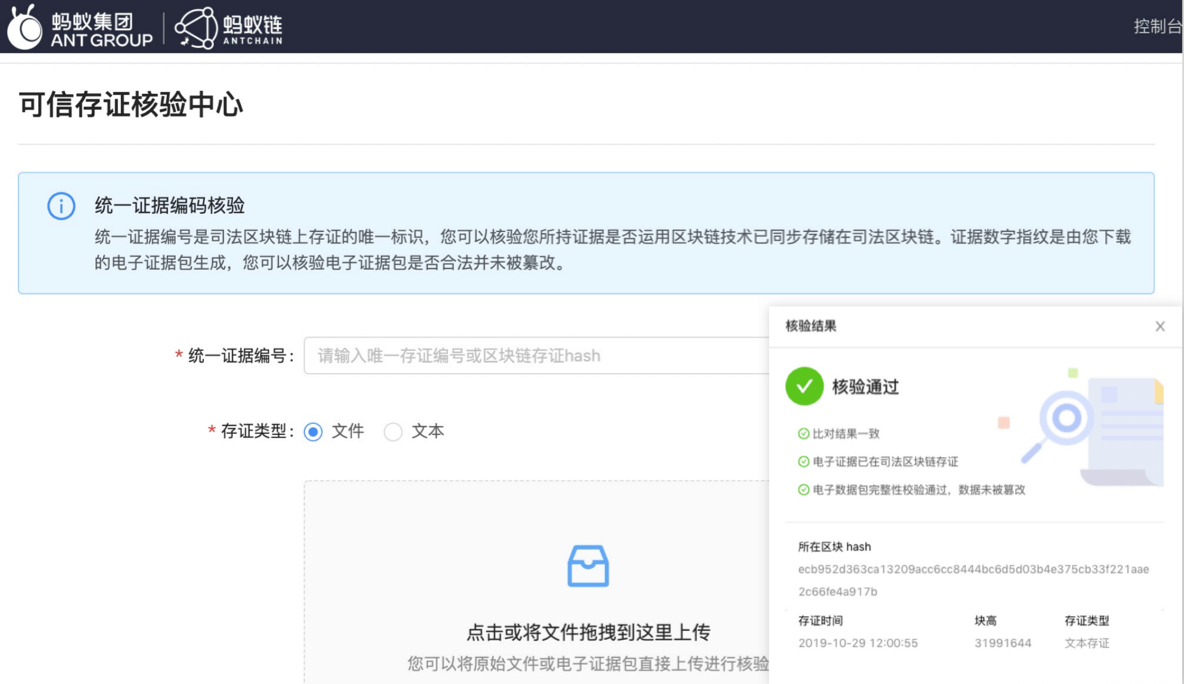 蚂蚁集团
ANT GROUP
蚂蚁链
ANTCHAIN
控制台
可信存证核验中心
统一证据编码核验
统一证据编号是司法区块链上存证的唯一标识，您可以核验您所持证据是否运用区块链技术已同步存储在司法区块链。证据数字指纹是由您下载
的电子证据包生成，您可以核验电子证据包是否合法并未被篡改。
* 统一证据编号：
请输入唯一存证编号或区块链存证hash
* 存证类型： 文件 文本
点击或将文件拖拽到这里上传
您可以将原始文件或电子证据包直接上传进行核验
核验结果
核验通过
比对结果一致
电子证据已在司法区块链存证
电子数据包完整性校验通过，数据未被篡改
所在区块 hash
ecb952d363ca13209acc6cc8444bc6d5d03b4e375cb33f221aae
2c66fe4a917b
存证时间 块高 存证类型
2019-10-29 12:00:55 31991644 文本存证